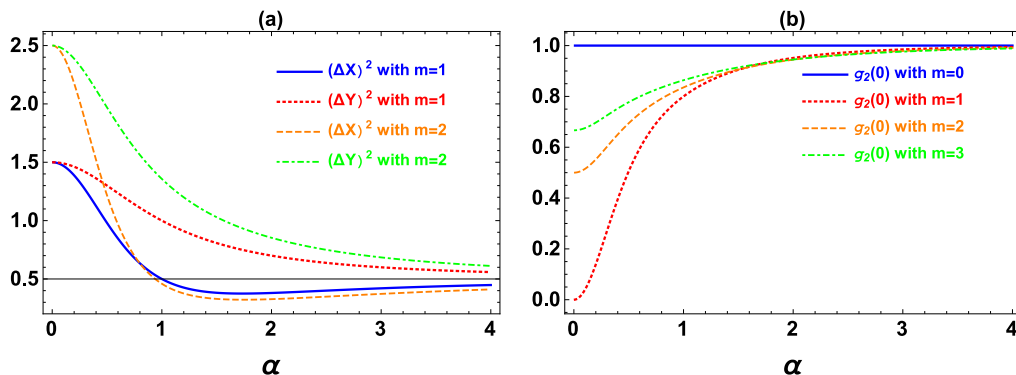 (a)
2.5
2.0
1.5
1.0
0.5
0
1
2
3
4
α
(ΔX)² with m=1
(ΔY)² with m=1
(ΔX)² with m=2
(ΔY)² with m=2
(b)
1.0
0.8
0.6
0.4
0.2
0.0
0
1
2
3
4
α
g₂(0) with m=0
g₂(0) with m=1
g₂(0) with m=2
g₂(0) with m=3